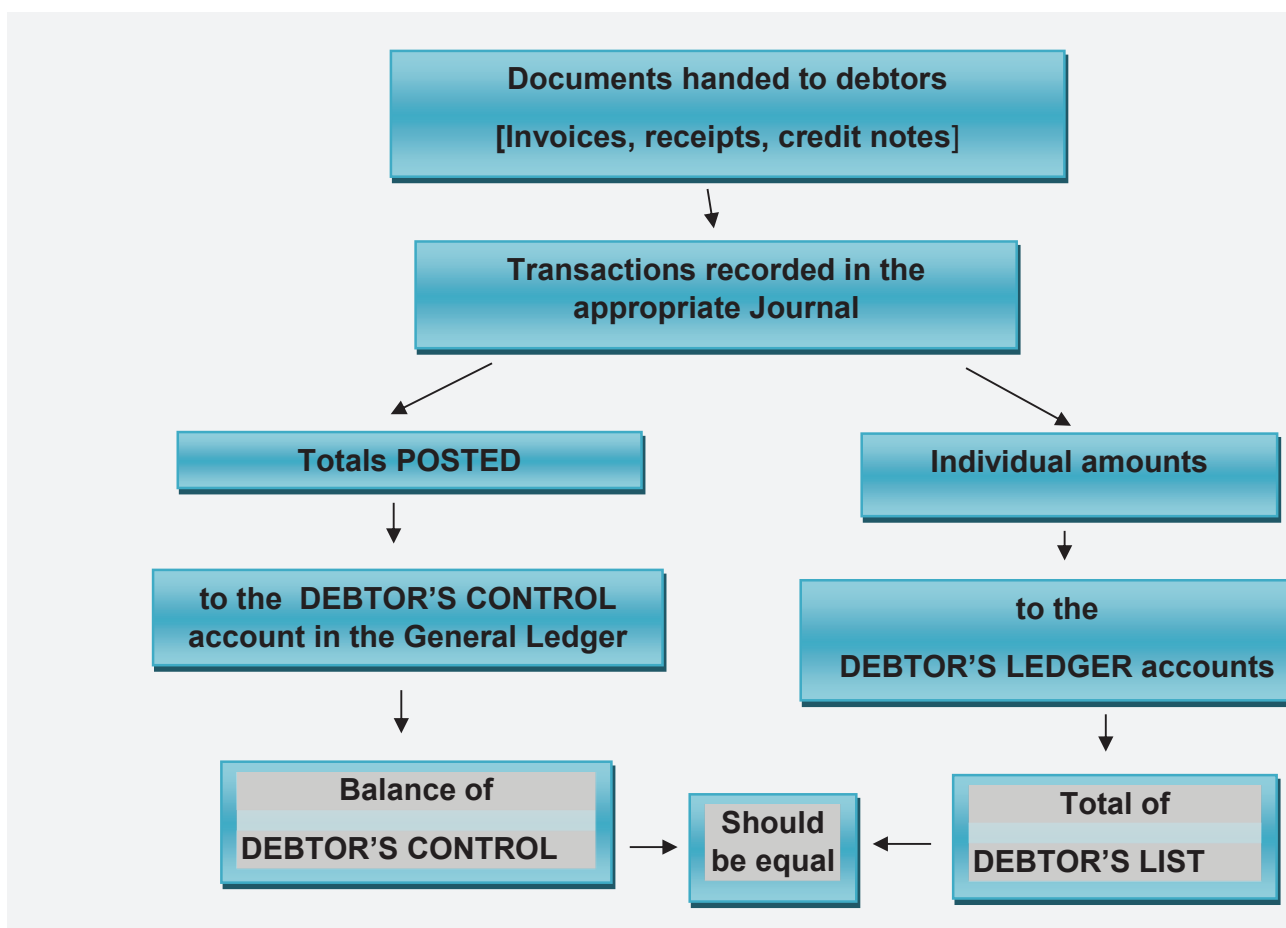 Documents handed to debtors
[Invoices, receipts, credit notes]
Transactions recorded in the
appropriate Journal
Totals POSTED
Individual amounts
to the DEBTOR'S CONTROL
account in the General Ledger
to the
DEBTOR'S LEDGER accounts
Balance of
DEBTOR'S CONTROL
Should
be equal
Total of
DEBTOR'S LIST